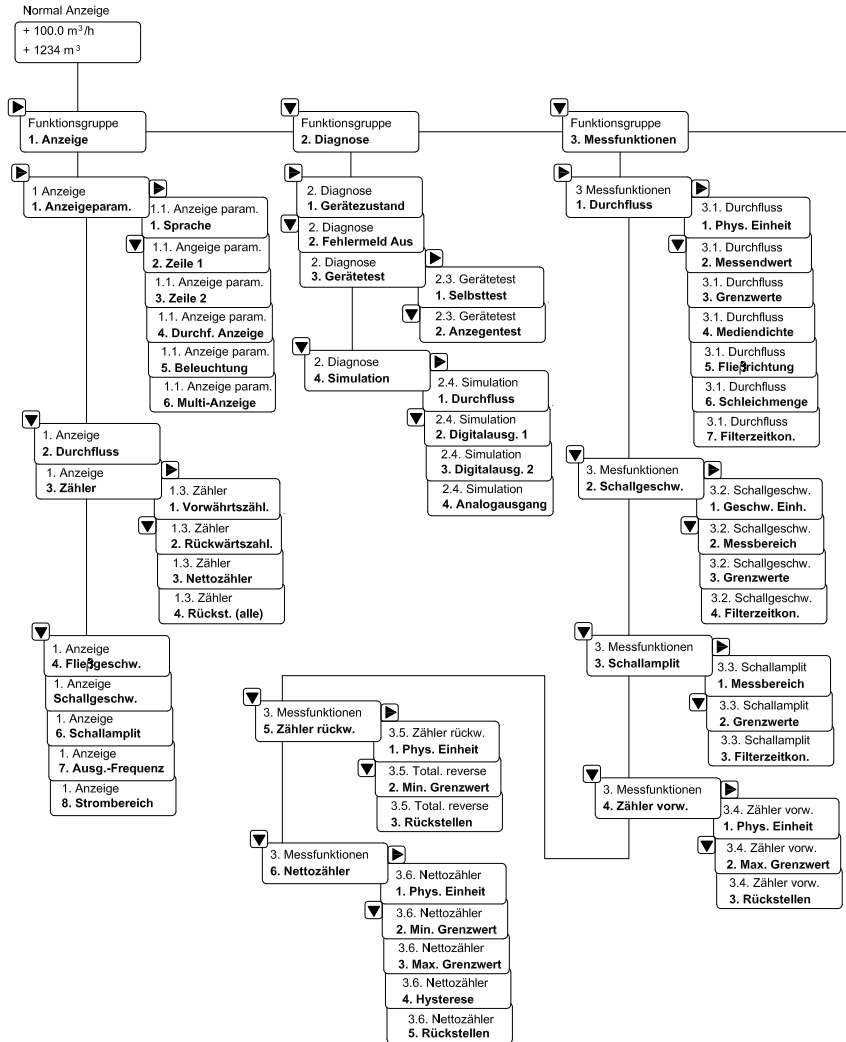 Normal Anzeige
+ 100.0 m³/h
+ 1234 m³
Funktionsgruppe
1. Anzeige
1 Anzeige
1. Anzeigeparam.
1.1. Anzeige param.
1. Sprache
1.1. Angeige param.
2. Zeile 1
1.1. Anzeige param.
3. Zeile 2
1.1. Anzeige param.
4. Durchf. Anzeige
1.1. Anzeige param.
5. Beleuchtung
1.1. Anzeige param.
6. Multi-Anzeige
1. Anzeige
2. Durchfluss
1. Anzeige
3. Zähler
1.3. Zähler
1. Vorwährtszähl.
1.3. Zähler
2. Rückwärtszahl.
1.3. Zähler
3. Nettozähler
1.3. Zähler
4. Rückst. (alle)
1. Anzeige
4. Fließgeschw.
1. Anzeige
Schallgeschw.
1. Anzeige
6. Schallamplit
1. Anzeige
7. Ausg.-Frequenz
1. Anzeige
8. Strombereich
Funktionsgruppe
2. Diagnose
2. Diagnose
1. Gerätezustand
2. Diagnose
2. Fehlermeld Aus
2. Diagnose
3. Gerätetest
2.3. Gerätetest
1. Selbsttest
2.3. Gerätetest
2. Anzegentest
2. Diagnose
4. Simulation
2.4. Simulation
1. Durchfluss
2.4. Simulation
2. Digitalausg. 1
2.4. Simulation
3. Digitalausg. 2
2.4. Simulation
4. Analogausgang
Funktionsgruppe
3. Messfunktionen
3 Messfunktionen
1. Durchfluss
3.1. Durchfluss
1. Phys. Einheit
3.1. Durchfluss
2. Messendwert
3.1. Durchfluss
3. Grenzwerte
3.1. Durchfluss
4. Mediendichte
3.1. Durchfluss
5. Fließrichtung
3.1. Durchfluss
6. Schleichmenge
3.1. Durchfluss
7. Filterzeitkon.
3. Mesfunktionen
2. Schallgeschw.
3.2. Schallgeschw.
1. Geschw. Einh.
3.2. Schallgeschw.
2. Messbereich
3.2. Schallgeschw.
3. Grenzwerte
3.2. Schallgeschw.
4. Filterzeitkon.
3. Messfunktionen
3. Schallamplit
3.3. Schallamplit
1. Messbereich
3.3. Schallamplit
2. Grenzwerte
3.3. Schallamplit
3. Filterzeitkon.
3. Messfunktionen
4. Zähler vorw.
3.4. Zähler vorw.
1. Phys. Einheit
3.4. Zähler vorw.
2. Max. Grenzwert
3.4. Zähler vorw.
3. Rückstellen
3. Messfunktionen
5. Zähler rückw.
3.5. Zähler rückw.
1. Phys. Einheit
3.5. Total. reverse
2. Min. Grenzwert
3.5. Total. reverse
3. Rückstellen
3. Messfunktionen
6. Nettozähler
3.6. Nettozähler
1. Phys. Einheit
3.6. Nettozähler
2. Min. Grenzwert
3.6. Nettozähler
3. Max. Grenzwert
3.6. Nettozähler
4. Hysterese
3.6. Nettozähler
5. Rückstellen